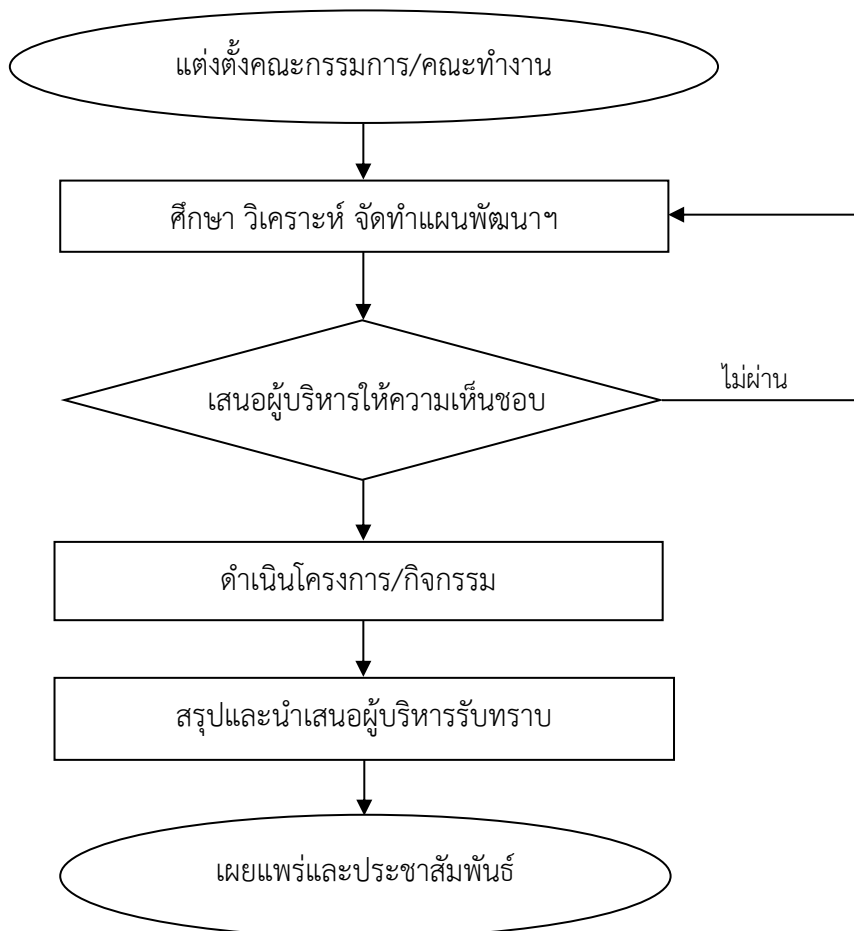 แต่งตั้งคณะกรรมการ/คณะทำงาน
ศึกษา วิเคราะห์ จัดทำแผนพัฒนาฯ
เสนอผู้บริหารให้ความเห็นชอบ
ไม่ผ่าน
ดำเนินโครงการ/กิจกรรม
สรุปและนำเสนอผู้บริหารรับทราบ
เผยแพร่และประชาสัมพันธ์